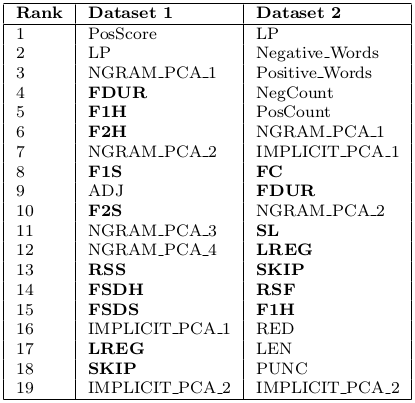 Rank Dataset 1 Dataset 2
1 PosScore LP
2 LP Negative_Words
3 NGRAM_PCA_1 Positive_Words
4 FDUR NegCount
5 F1H PosCount
6 F2H NGRAM_PCA_1
7 NGRAM_PCA_2 IMPLICIT_PCA_1
8 F1S FC
9 ADJ FDUR
10 F2S NGRAM_PCA_2
11 NGRAM_PCA_3 SL
12 NGRAM_PCA_4 LREG
13 RSS SKIP
14 FSDH RSF
15 FSDS F1H
16 IMPLICIT_PCA_1 RED
17 LREG LEN
18 SKIP PUNC
19 IMPLICIT_PCA_2 IMPLICIT_PCA_2